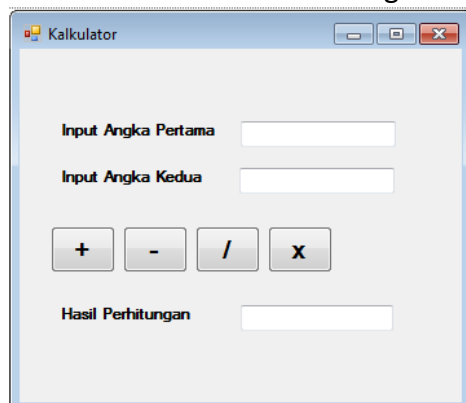 Kalkulator
Input Angka Pertama
Input Angka Kedua
+ - / x
Hasil Perhitungan